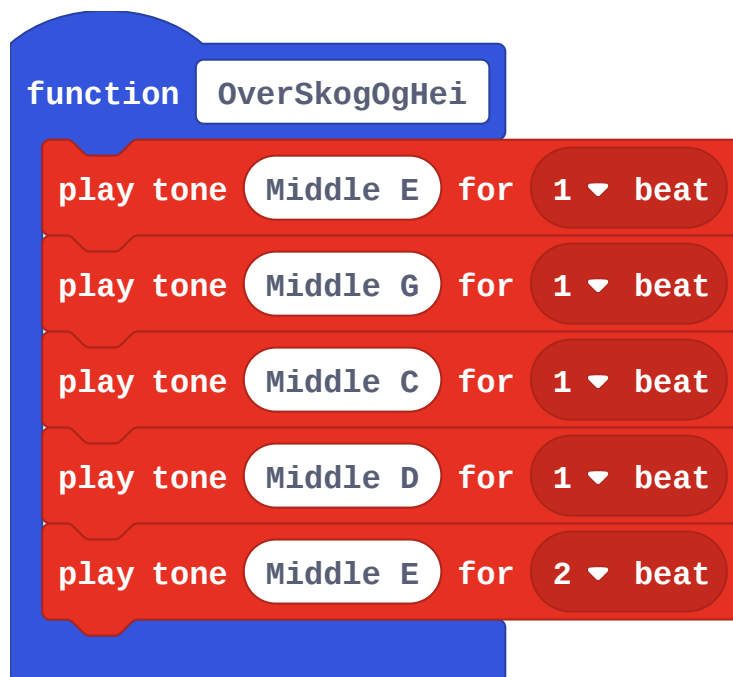 function OverSkogOgHei
play tone Middle E for 1 beat
play tone Middle G for 1 beat
play tone Middle C for 1 beat
play tone Middle D for 1 beat
play tone Middle E for 2 beat